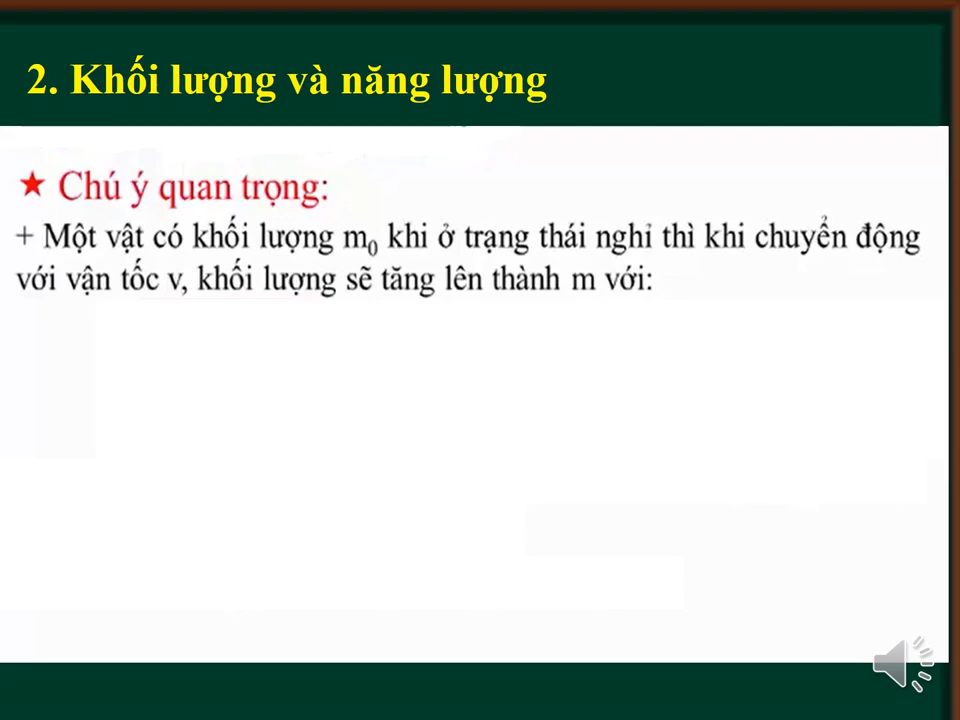 2. Khối lượng và năng lượng
★ Chú ý quan trọng:
+ Một vật có khối lượng m₀ khi ở trạng thái nghỉ thì khi chuyển động
với vận tốc v, khối lượng sẽ tăng lên thành m với: